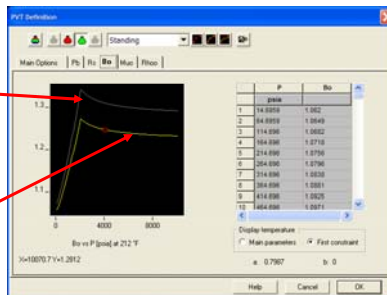 PVT Definition
Standing
Main Options Pb Rs Bo Muo Rhoo
1.3
1.2
1.1
0 4000 8000
Bo vs P [psia] at 212 °F
X=10070.7 Y=1.2812
P Bo
psia
1 14.6959 1.062
2 64.6959 1.0649
3 114.696 1.0682
4 164.696 1.0718
5 214.696 1.0756
6 264.696 1.0796
7 314.696 1.0838
8 364.696 1.0881
9 414.696 1.0925
10 464.696 1.0971
Display temperature
Main parameters First constraint
a: 0.7967 b: 0
Help Cancel OK